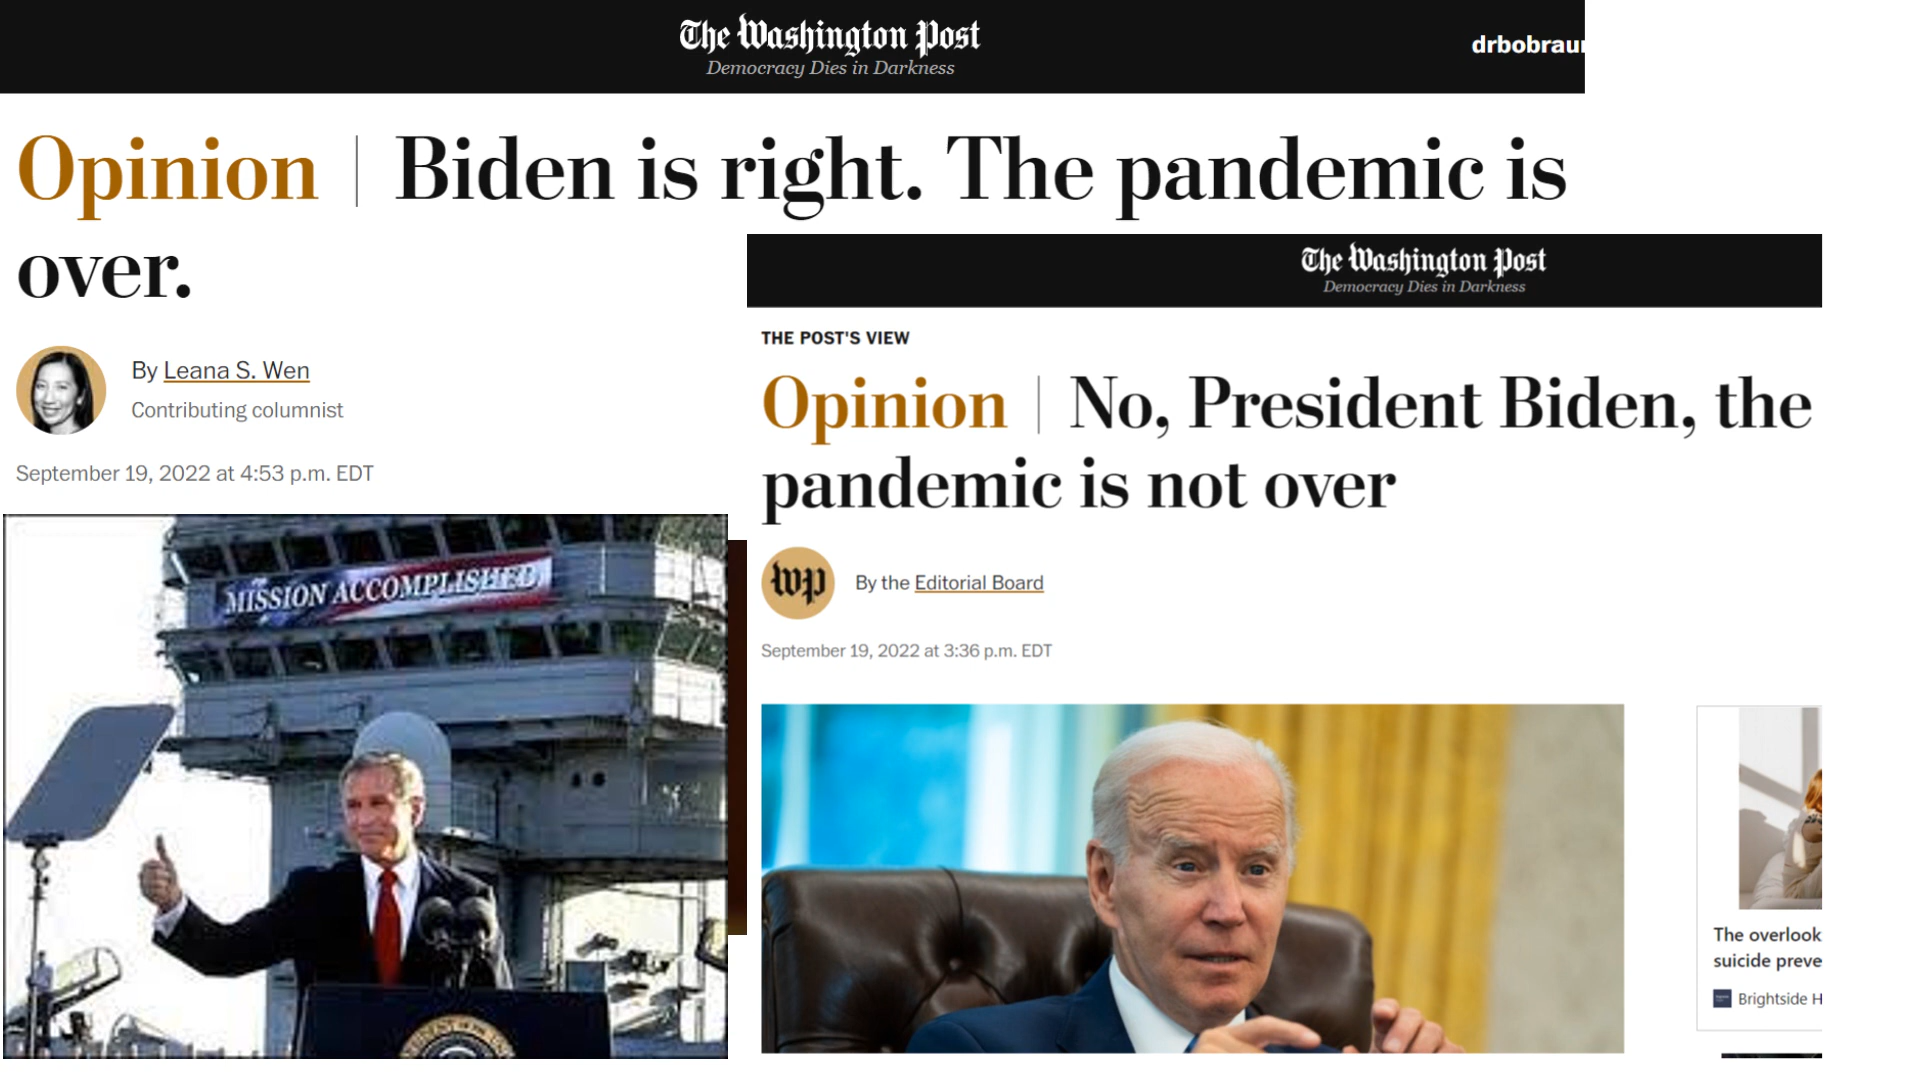 The Washington Post
Democracy Dies in Darkness
drbobrau
Opinion | Biden is right. The pandemic is
over.
By Leana S. Wen
Contributing columnist
September 19, 2022 at 4:53 p.m. EDT
MISSION ACCOMPLISHED
The Washington Post
Democracy Dies in Darkness
THE POST'S VIEW
Opinion | No, President Biden, the
pandemic is not over
wp
By the Editorial Board
September 19, 2022 at 3:36 p.m. EDT
The overlook
suicide preve
Brightside H